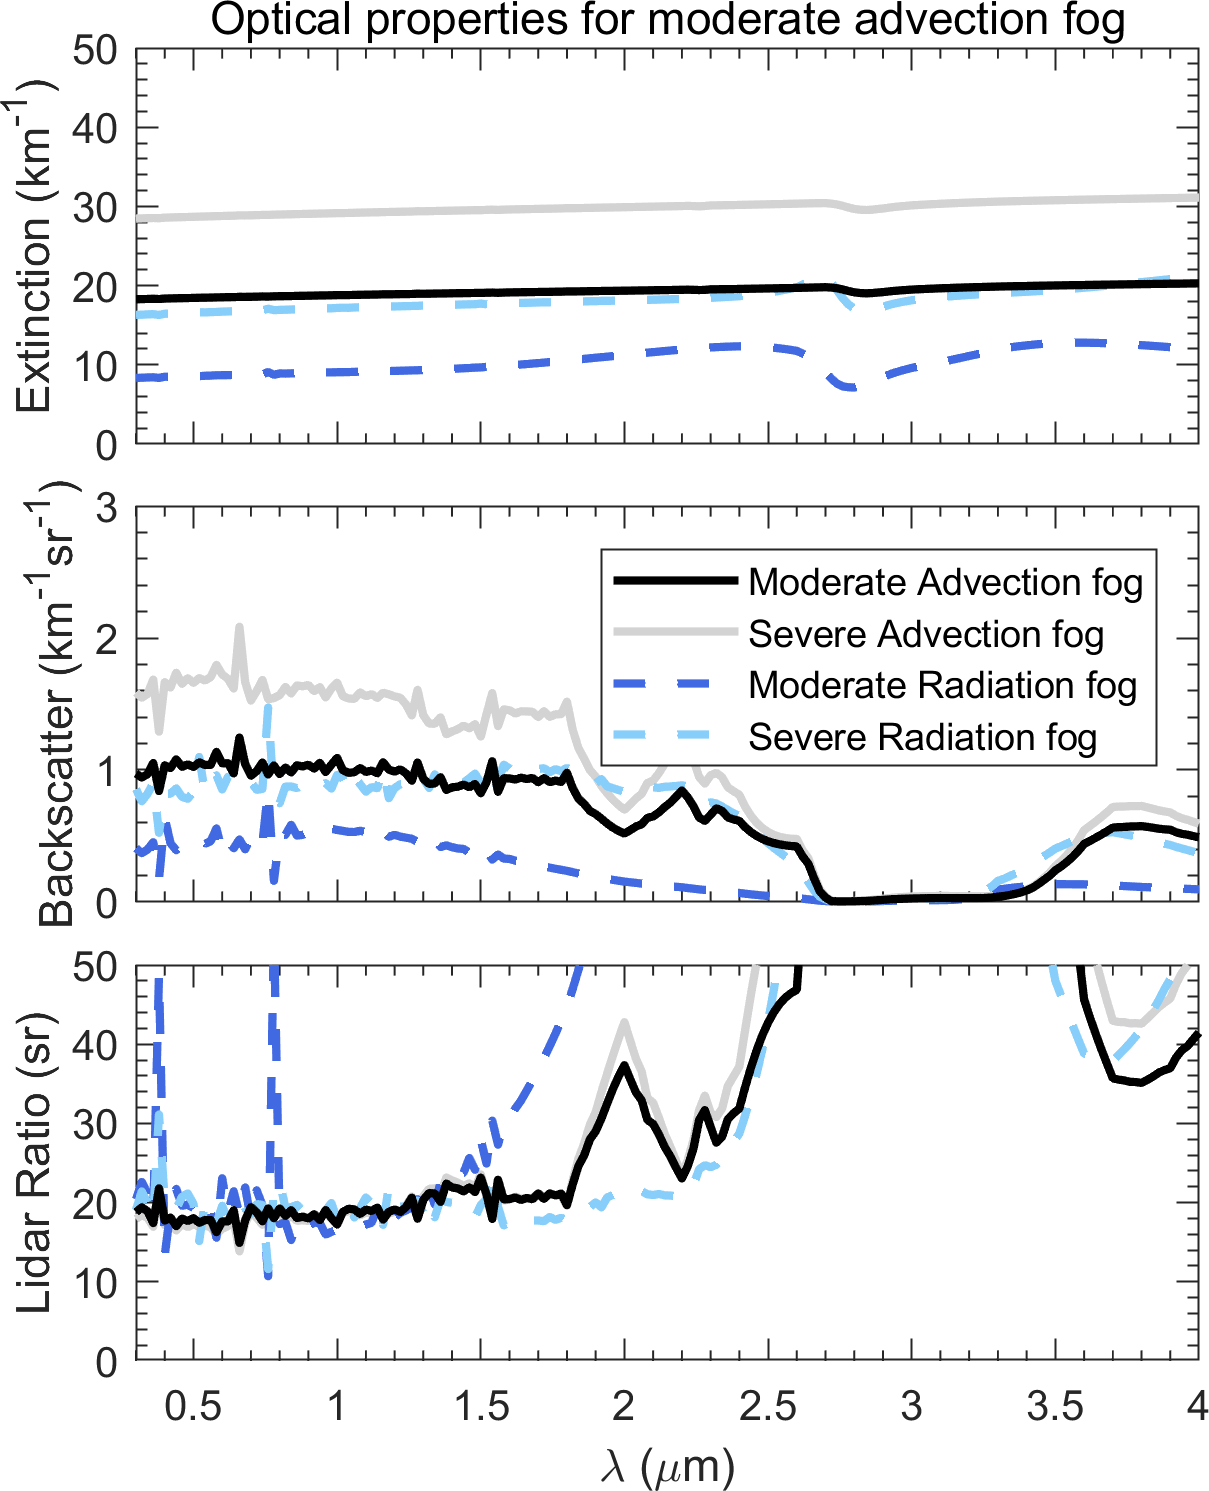 Optical properties for moderate advection fog
50
40
30
20
10
0
Extinction (km-1)
3
2
1
0
Backscatter (km-1sr-1)
Moderate Advection fog
Severe Advection fog
Moderate Radiation fog
Severe Radiation fog
50
40
30
20
10
0
Lidar Ratio (sr)
0.5 1 1.5 2 2.5 3 3.5 4
λ (μm)